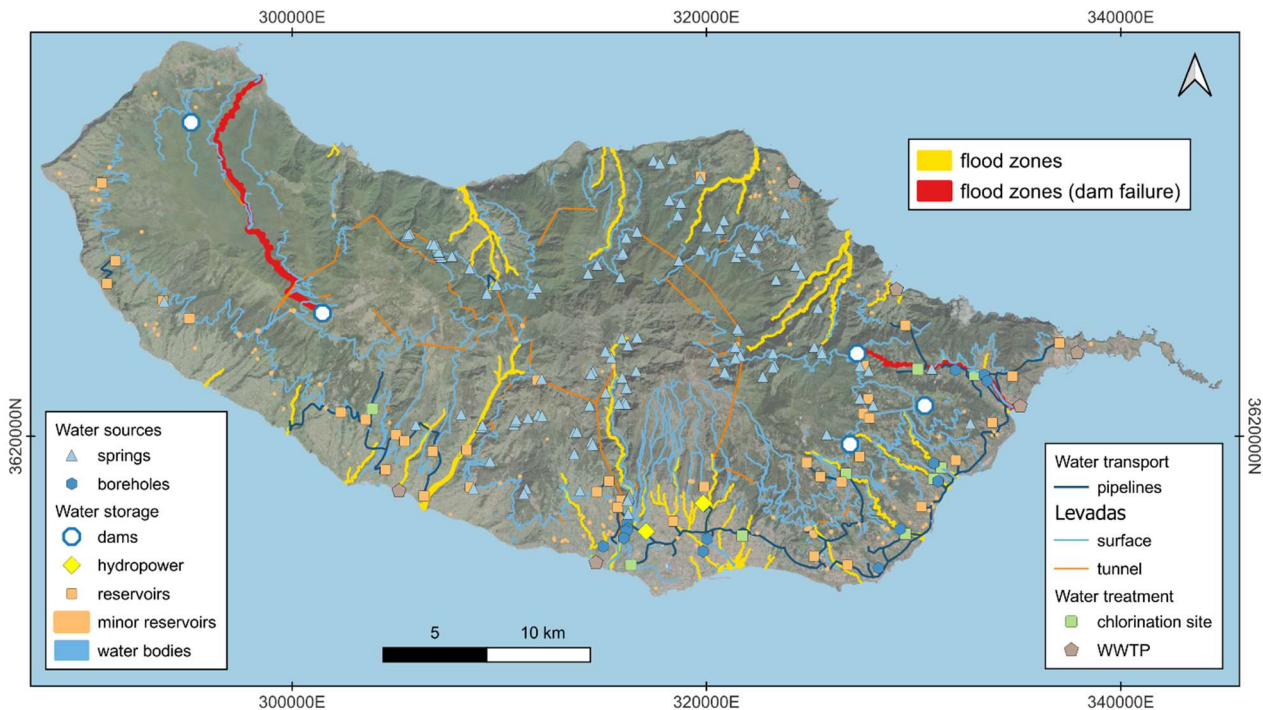 300000E
320000E
340000E
flood zones
flood zones (dam failure)
3620000N
3620000N
Water sources
springs
boreholes
Water storage
dams
hydropower
reservoirs
minor reservoirs
water bodies
5
10 km
Water transport
pipelines
Levadas
surface
tunnel
Water treatment
chlorination site
WWTP
300000E
320000E
340000E